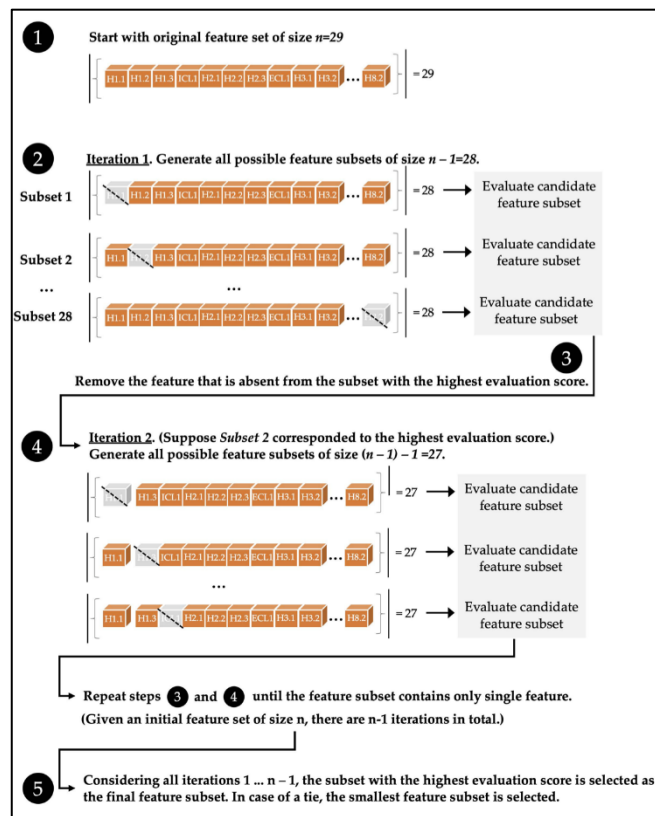 1 Start with original feature set of size n=29
H1.1 H1.2 H1.3 ICL1 H2.1 H2.2 H2.3 ECL1 H3.1 H3.2 ... H8.2 = 29
2 Iteration 1. Generate all possible feature subsets of size n – 1=28.
Subset 1 H1.2 H1.3 ICL1 H2.1 H2.2 H2.3 ECL1 H3.1 H3.2 ... H8.2 = 28 Evaluate candidate feature subset
Subset 2 H1.1 H1.3 ICL1 H2.1 H2.2 H2.3 ECL1 H3.1 H3.2 ... H8.2 = 28 Evaluate candidate feature subset
... ...
Subset 28 H1.1 H1.2 H1.3 ICL1 H2.1 H2.2 H2.3 ECL1 H3.1 H3.2 ... = 28 Evaluate candidate feature subset
3
Remove the feature that is absent from the subset with the highest evaluation score.
4 Iteration 2. (Suppose Subset 2 corresponded to the highest evaluation score.)
Generate all possible feature subsets of size (n – 1) – 1 =27.
H1.3 ICL1 H2.1 H2.2 H2.3 ECL1 H3.1 H3.2 ... H8.2 = 27 Evaluate candidate feature subset
H1.1 ICL1 H2.1 H2.2 H2.3 ECL1 H3.1 H3.2 ... H8.2 = 27 Evaluate candidate feature subset
...
H1.1 H1.3 H2.1 H2.2 H2.3 ECL1 H3.1 H3.2 ... H8.2 = 27 Evaluate candidate feature subset
Repeat steps 3 and 4 until the feature subset contains only single feature.
(Given an initial feature set of size n, there are n-1 iterations in total.)
5 Considering all iterations 1 ... n – 1, the subset with the highest evaluation score is selected as
the final feature subset. In case of a tie, the smallest feature subset is selected.